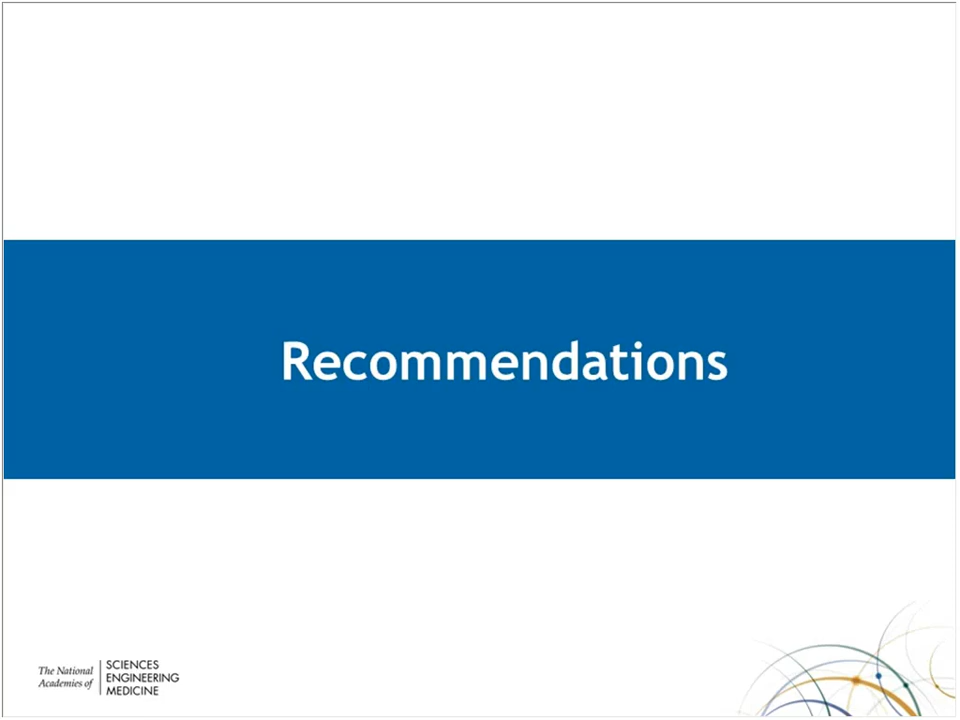 Recommendations
The National
Academies of
SCIENCES
ENGINEERING
MEDICINE